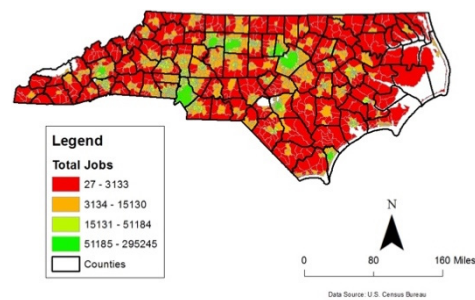 Legend
Total Jobs
27 - 3133
3134 - 15130
15131 - 51184
51185 - 295245
Counties
N
0 80 160 Miles
Data Source: U.S. Census Bureau